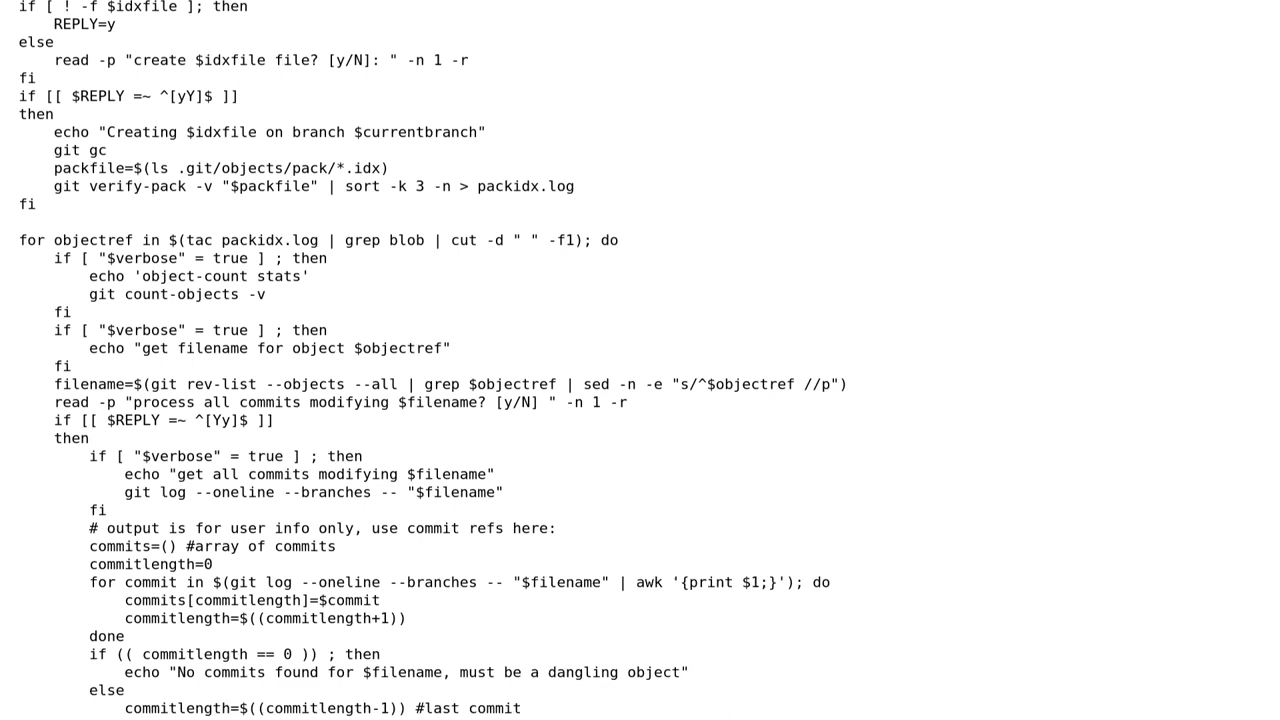 if [ ! -f $idxfile ]; then
    REPLY=y
else
    read -p "create $idxfile file? [y/N]: " -n 1 -r
fi
if [[ $REPLY =~ ^[yY]$ ]]
then
    echo "Creating $idxfile on branch $currentbranch"
    git gc
    packfile=$(ls .git/objects/pack/*.idx)
    git verify-pack -v "$packfile" | sort -k 3 -n > packidx.log
fi

for objectref in $(tac packidx.log | grep blob | cut -d " " -f1); do
    if [ "$verbose" = true ] ; then
        echo 'object-count stats'
        git count-objects -v
    fi
    if [ "$verbose" = true ] ; then
        echo "get filename for object $objectref"
    fi
    filename=$(git rev-list --objects --all | grep $objectref | sed -n -e "s/^$objectref //p")
    read -p "process all commits modifying $filename? [y/N] " -n 1 -r
    if [[ $REPLY =~ ^[Yy]$ ]]
    then
        if [ "$verbose" = true ] ; then
            echo "get all commits modifying $filename"
            git log --oneline --branches -- "$filename"
        fi
        # output is for user info only, use commit refs here:
        commits=() #array of commits
        commitlength=0
        for commit in $(git log --oneline --branches -- "$filename" | awk '{print $1;}'); do
            commits[commitlength]=$commit
            commitlength=$((commitlength+1))
        done
        if (( commitlength == 0 )) ; then
            echo "No commits found for $filename, must be a dangling object"
        else
            commitlength=$((commitlength-1)) #last commit